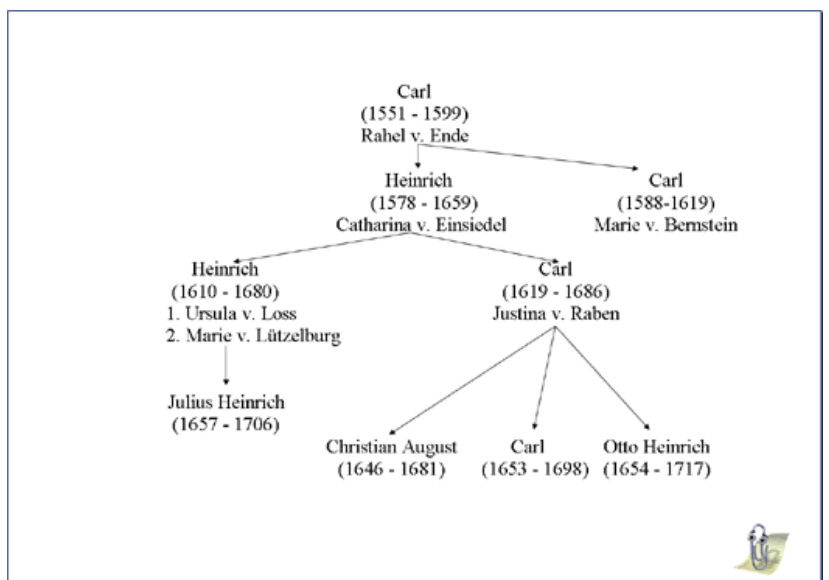 Carl
(1551 - 1599)
Rahel v. Ende
Heinrich
(1578 - 1659)
Catharina v. Einsiedel
Carl
(1588-1619)
Marie v. Bernstein
Heinrich
(1610 - 1680)
1. Ursula v. Loss
2. Marie v. Lützelburg
Carl
(1619 - 1686)
Justina v. Raben
Julius Heinrich
(1657 - 1706)
Christian August
(1646 - 1681)
Carl
(1653 - 1698)
Otto Heinrich
(1654 - 1717)